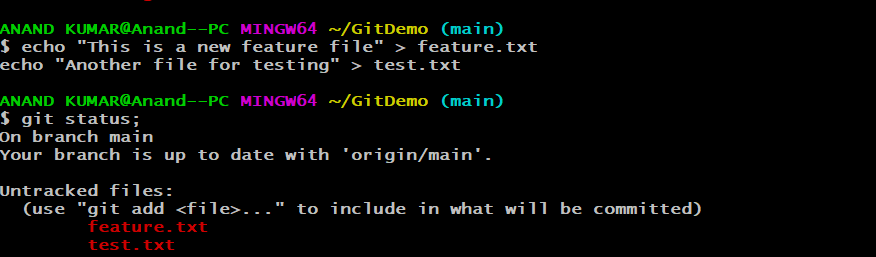 ANAND KUMAR@Anand--PC MINGW64 ~/GitDemo (main)
$ echo "This is a new feature file" > feature.txt
echo "Another file for testing" > test.txt
ANAND KUMAR@Anand--PC MINGW64 ~/GitDemo (main)
$ git status;
On branch main
Your branch is up to date with 'origin/main'.
Untracked files:
  (use "git add <file>..." to include in what will be committed)
        feature.txt
        test.txt